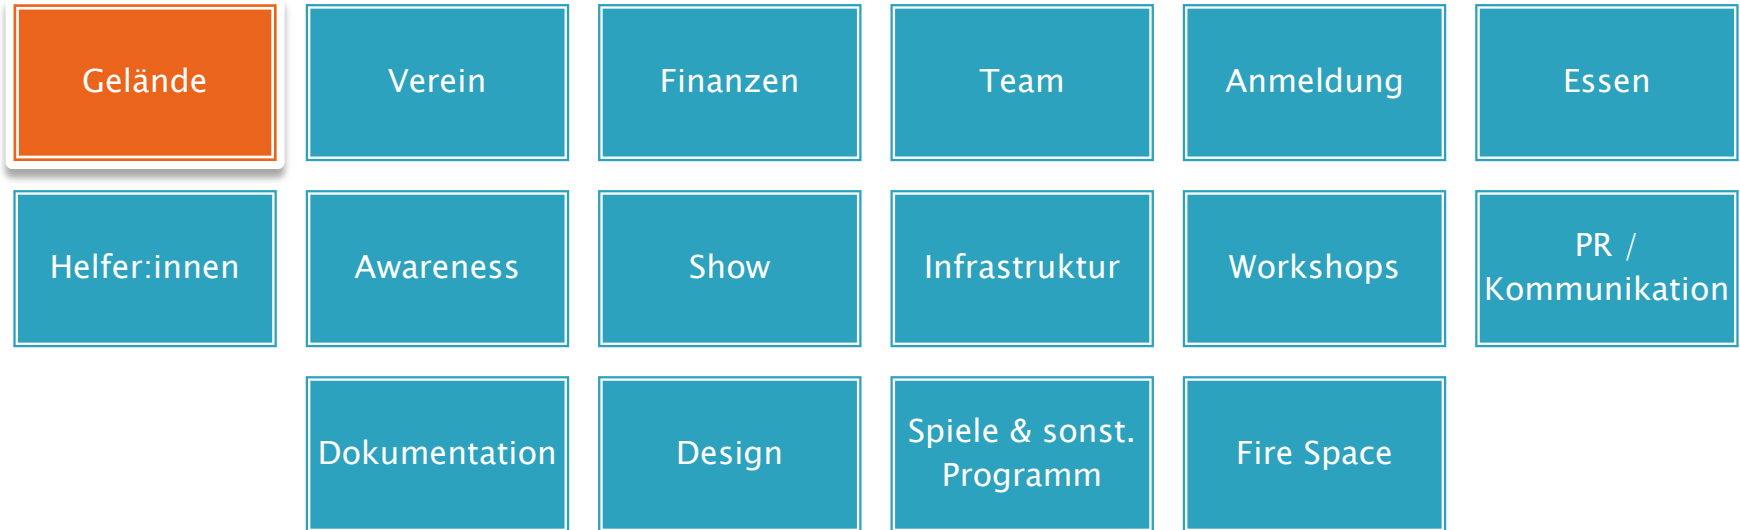 Gelände
Verein
Finanzen
Team
Anmeldung
Essen
Helfer:innen
Awareness
Show
Infrastruktur
Workshops
PR /
Kommunikation
Dokumentation
Design
Spiele & sonst.
Programm
Fire Space